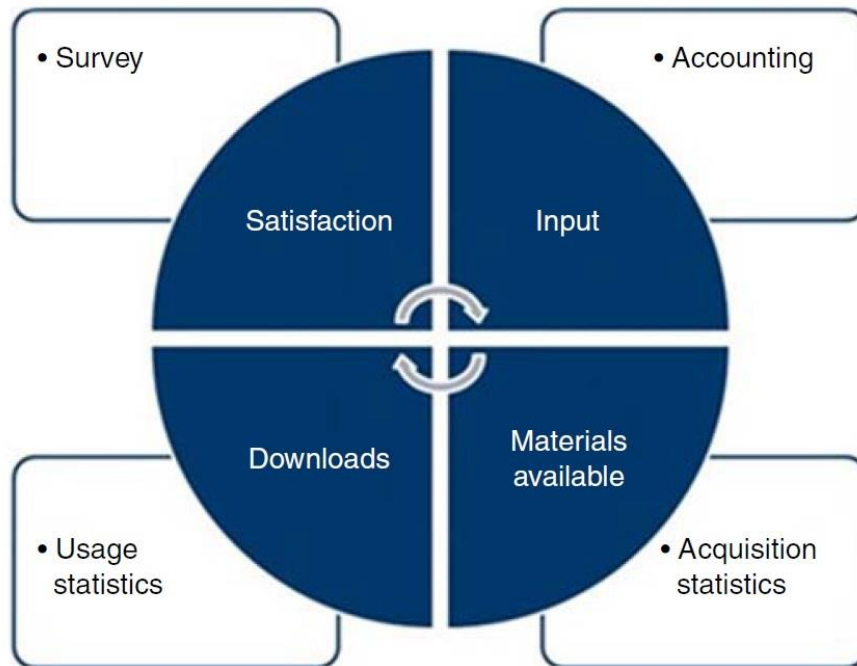 • Survey
• Accounting
Satisfaction
Input
Downloads
Materials
available
• Usage
statistics
• Acquisition
statistics